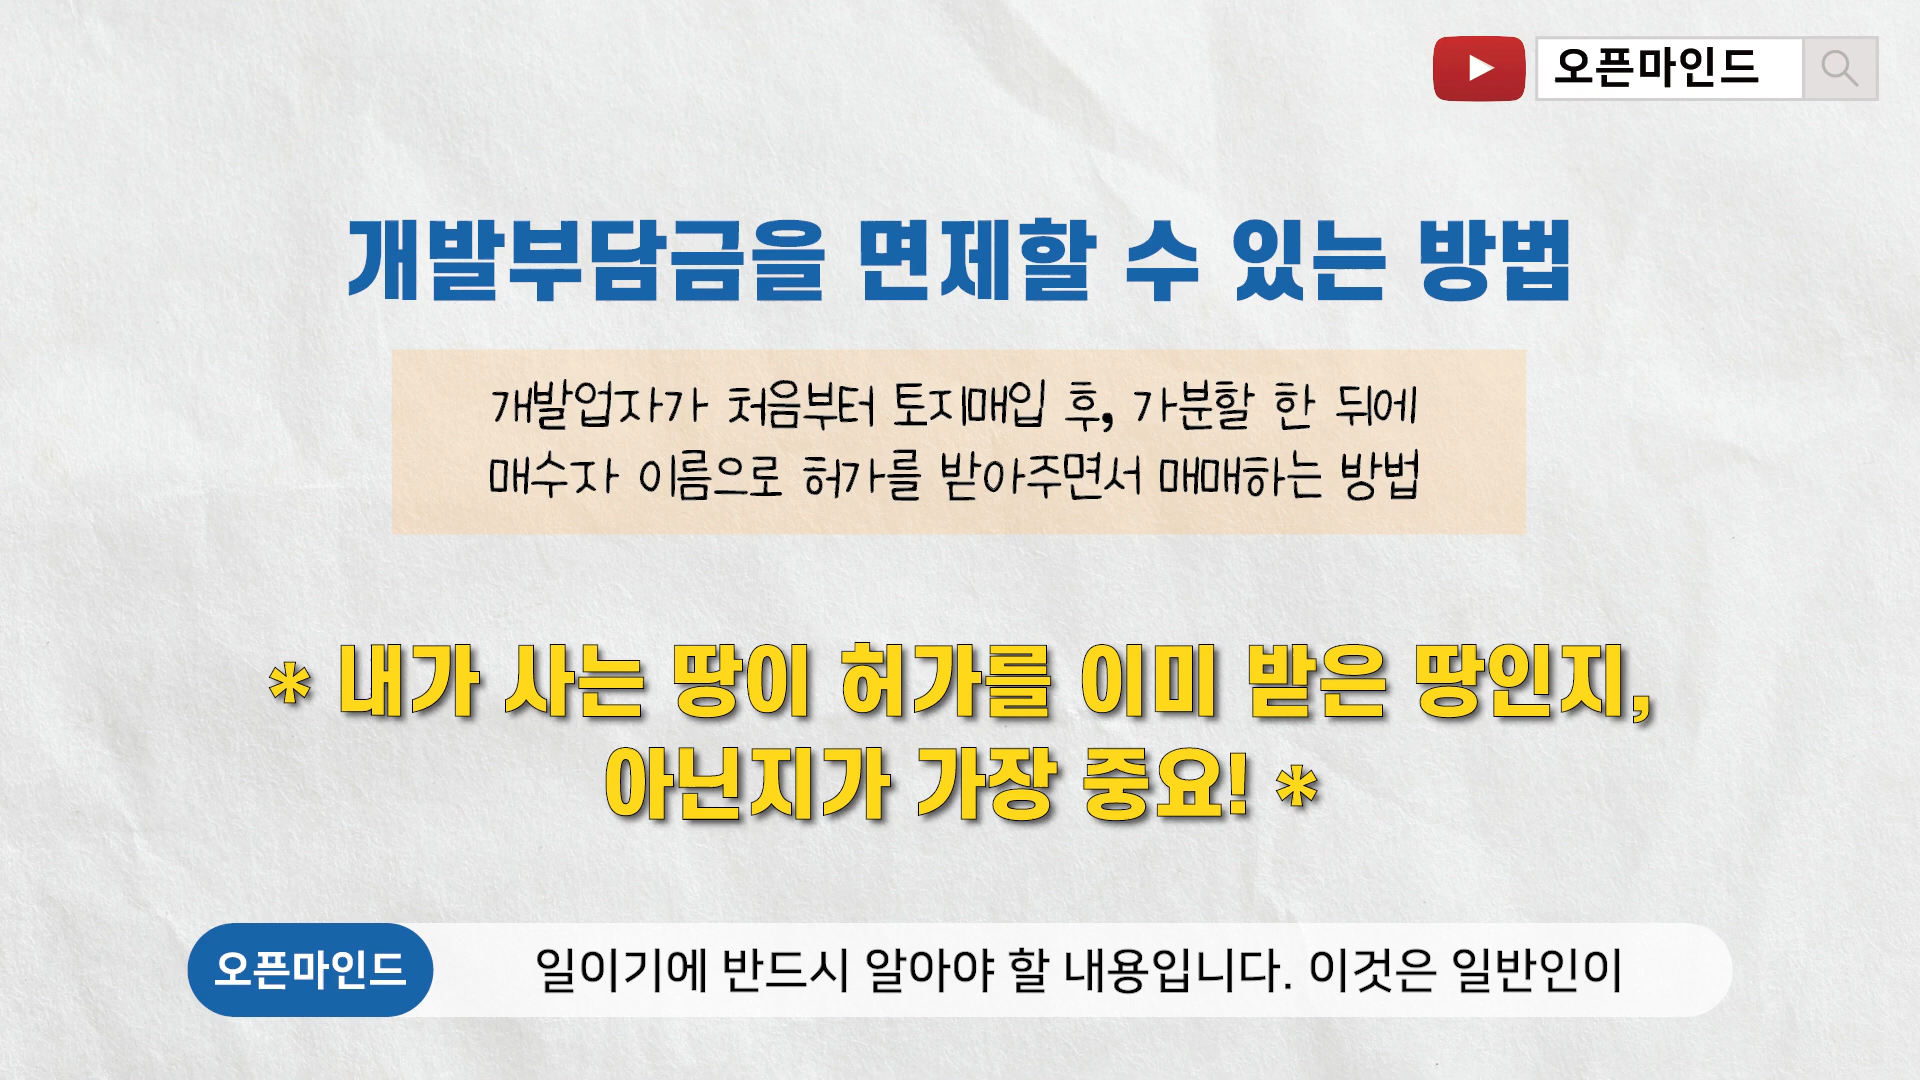 오픈마인드
개발부담금을 면제할 수 있는 방법
개발업자가 처음부터 토지매입 후, 가분할 한 뒤에
매수자 이름으로 허가를 받아주면서 매매하는 방법
* 내가 사는 땅이 허가를 이미 받은 땅인지,
아닌지가 가장 중요! *
오픈마인드 일이기에 반드시 알아야 할 내용입니다. 이것은 일반인이